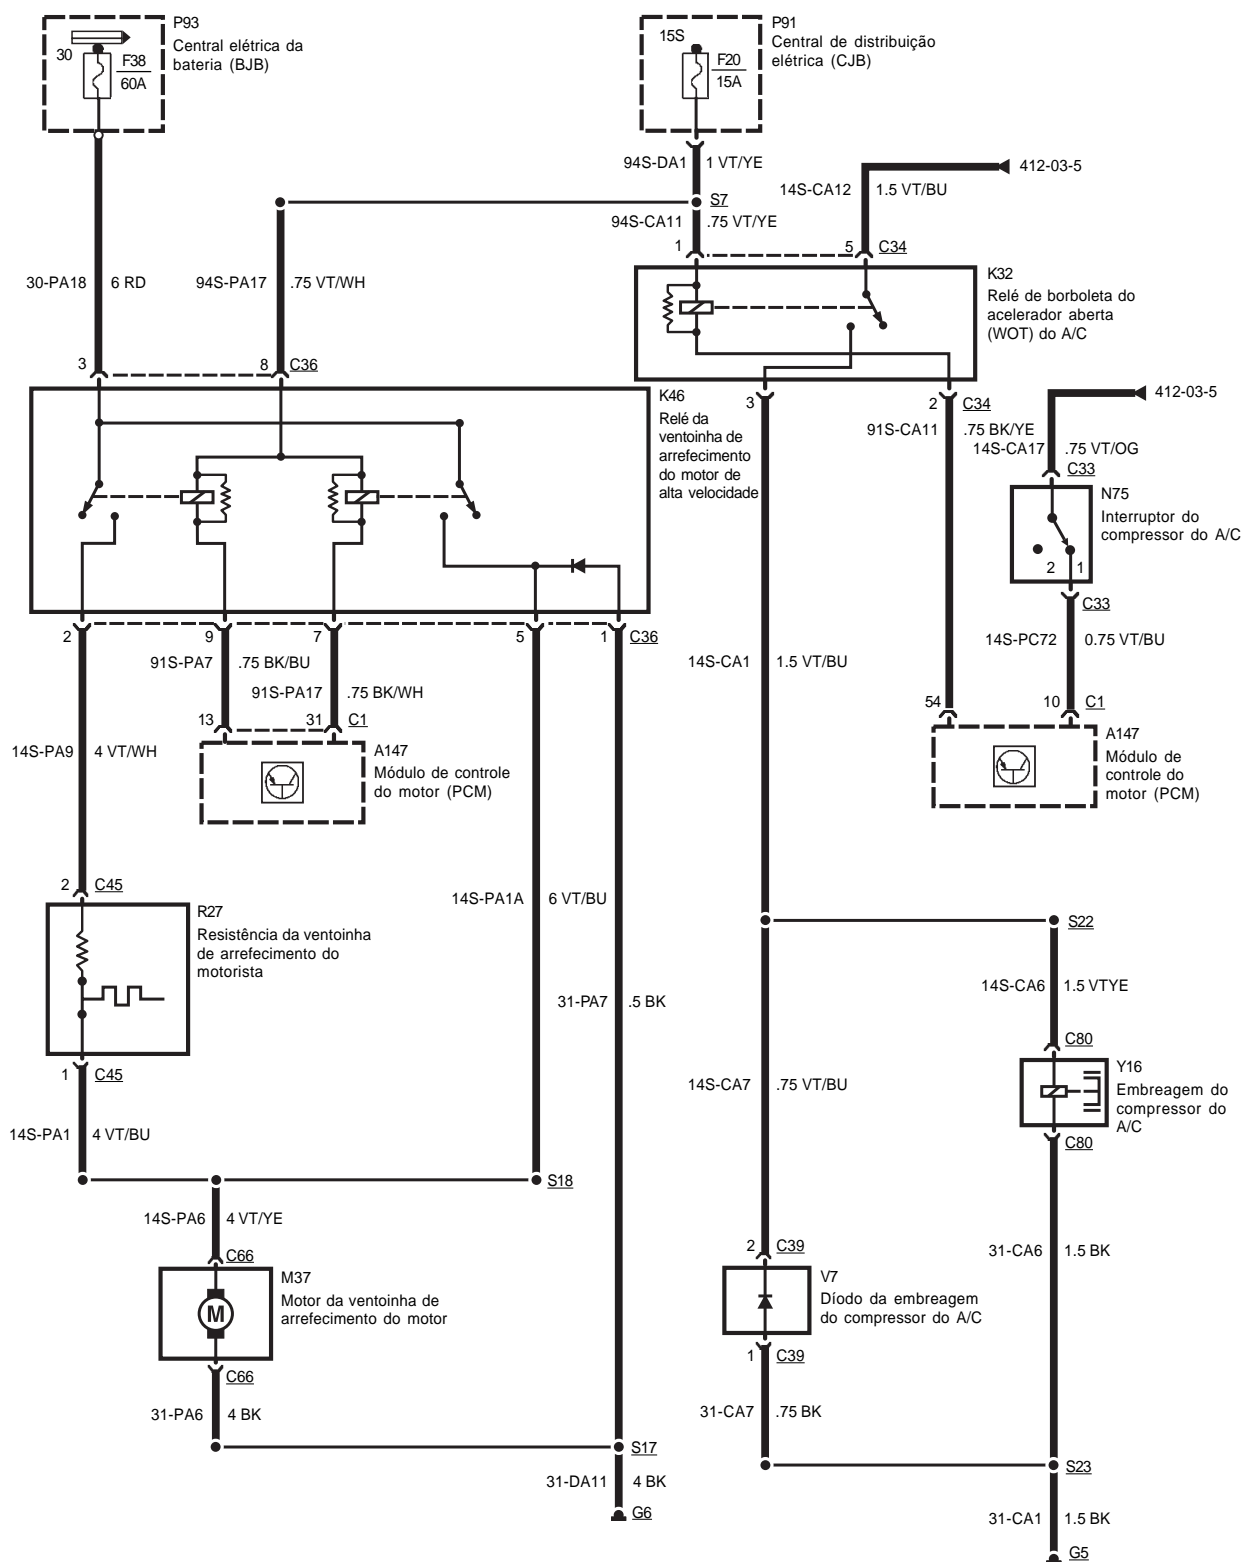 P93
Central elétrica da
bateria (BJB)
30
F38
60A
P91
Central de distribuição
elétrica (CJB)
15S
F20
15A
94S-DA1
1 VT/YE
412-03-5
14S-CA12
1.5 VT/BU
S7
94S-CA11
.75 VT/YE
1
5
C34
30-PA18
6 RD
94S-PA17
.75 VT/WH
K32
Relé de borboleta do
acelerador aberta
(WOT) do A/C
3
8
C36
K46
Relé da
ventoinha de
arrefecimento
do motor de
alta velocidade
3
2
C34
412-03-5
91S-CA11
.75 BK/YE
14S-CA17
.75 VT/OG
C33
N75
Interruptor do
compressor do A/C
2
1
C33
2
9
7
5
1
C36
14S-PC72
0.75 VT/BU
91S-PA7
.75 BK/BU
14S-CA1
1.5 VT/BU
91S-PA17
.75 BK/WH
13
31
C1
54
10
C1
14S-PA9
4 VT/WH
A147
Módulo de controle
do motor (PCM)
A147
Módulo de
controle do
motor (PCM)
2
C45
14S-PA1A
6 VT/BU
R27
Resistência da ventoinha
de arrefecimento do
motorista
S22
14S-CA6
1.5 VTYE
31-PA7
.5 BK
C80
1
C45
Y16
Embreagem do
compressor do
A/C
14S-CA7
.75 VT/BU
14S-PA1
4 VT/BU
C80
S18
14S-PA6
4 VT/YE
C66
2
C39
31-CA6
1.5 BK
M37
Motor da ventoinha de
arrefecimento do motor
M
V7
Díodo da embreagem
do compressor do A/C
C66
1
C39
31-PA6
4 BK
31-CA7
.75 BK
S17
S23
31-DA11
4 BK
G6
31-CA1
1.5 BK
G5